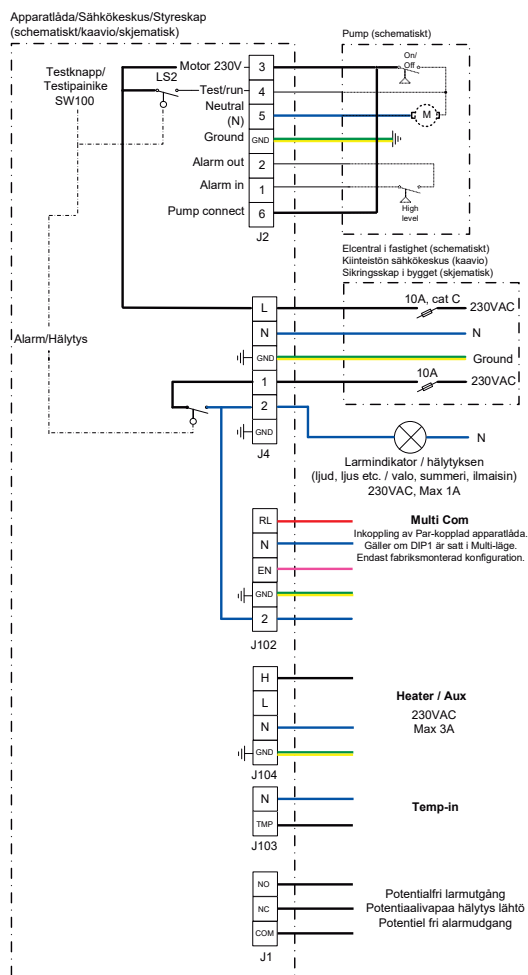 Apparatlåda/Sähkökeskus/Styreskap
(schematiskt/kaavio/skjematisk)
Testknapp/
Testipainike
SW100
LS2
Motor 230V
3
Test/run
4
Neutral
(N)
5
Ground
GND
Alarm out
2
Alarm in
1
Pump connect
6
J2
Pump (schematiskt)
On/
Off
M
High
level
Elcentral i fastighet (schematiskt)
Kiinteistön sähkökeskus (kaavio)
Sikringsskap i bygget (skjematisk)
L
10A, cat C
230VAC
N
N
GND
Ground
1
10A
230VAC
2
N
GND
J4
Alarm/Hälytys
Larmindikator / hälytyksen
(ljud, ljus etc. / valo, summeri, ilmaisin)
230VAC, Max 1A
RL
N
EN
GND
2
J102
Multi Com
Inkoppling av Par-kopplad apparatlåda.
Gäller om DIP1 är satt i Multi-läge.
Endast fabriksmonterad konfiguration.
H
L
N
GND
J104
Heater / Aux
230VAC
Max 3A
N
TMP
J103
Temp-in
NO
NC
COM
J1
Potentialfri larmutgång
Potentiaalivapaa hälytys lähtö
Potentiel fri alarmudgang